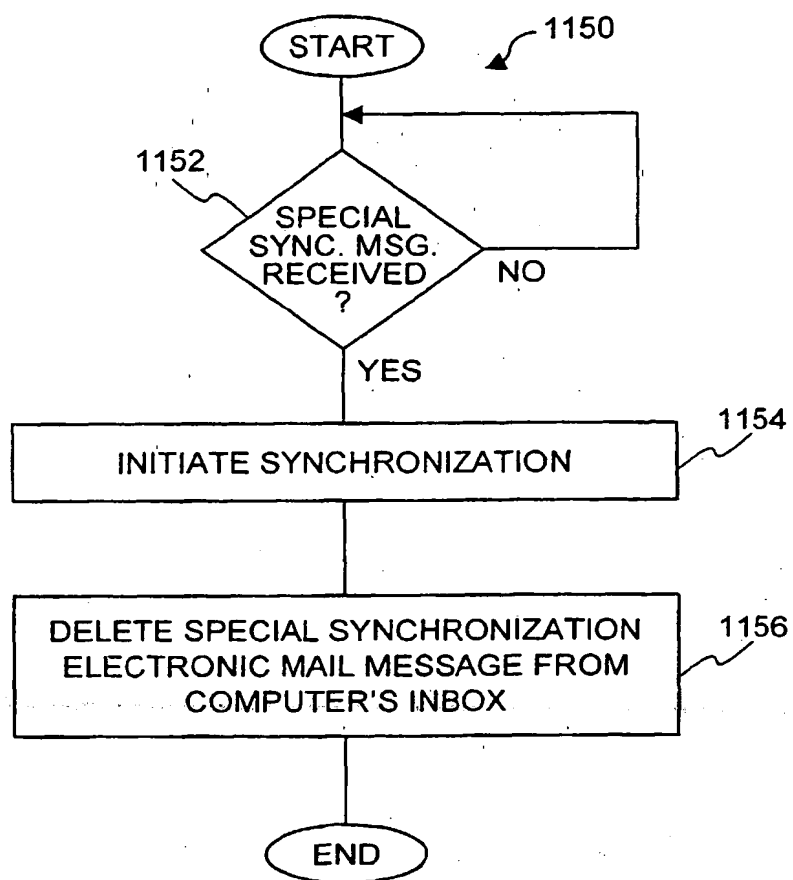 START
1150
1152
SPECIAL
SYNC. MSG.
RECEIVED
?
NO
YES
1154
INITIATE SYNCHRONIZATION
1156
DELETE SPECIAL SYNCHRONIZATION
ELECTRONIC MAIL MESSAGE FROM
COMPUTER'S INBOX
END